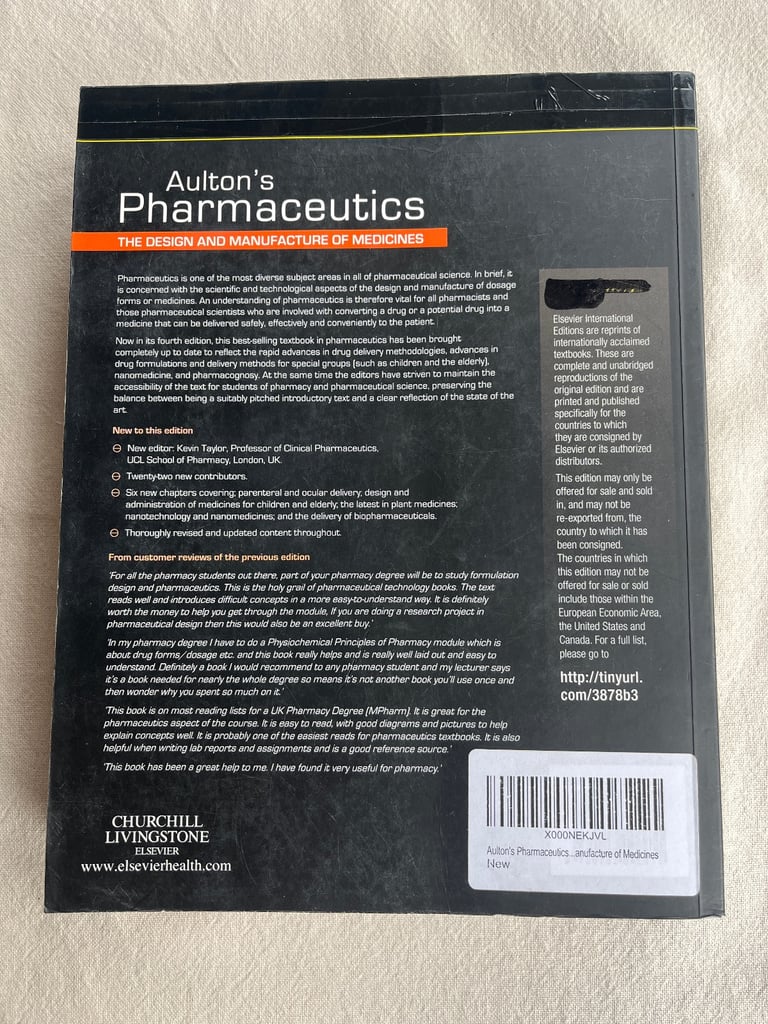 Aulton's
Pharmaceutics
THE DESIGN AND MANUFACTURE OF MEDICINES
Pharmaceutics is one of the most diverse subject areas in all of pharmaceutical science. In brief, it
is concerned with the scientific and technological aspects of the design and manufacture of dosage
forms or medicines. An understanding of pharmaceutics is therefore vital for all pharmacists and
those pharmaceutical scientists who are involved with converting a drug or a potential drug into a
medicine that can be delivered safely, effectively and conveniently to the patient.
Now in its fourth edition, this best-selling textbook in pharmaceutics has been brought
completely up to date to reflect the rapid advances in drug delivery methodologies, advances in
drug formulations and delivery methods for special groups (such as children and the elderly),
nanomedicine, and pharmacognosy. At the same time the editors have striven to maintain the
accessibility of the text for students of pharmacy and pharmaceutical science, preserving the
balance between being a suitably pitched introductory text and a clear reflection of the state of the
art.
New to this edition
New editor: Kevin Taylor, Professor of Clinical Pharmaceutics,
UCL School of Pharmacy, London, UK.
Twenty-two new contributors.
Six new chapters covering; parenteral and ocular delivery; design and
administration of medicines for children and elderly; the latest in plant medicines;
nanotechnology and nanomedicines; and the delivery of biopharmaceuticals.
Thoroughly revised and updated content throughout.
From customer reviews of the previous edition
'For all the pharmacy students out there, part of your pharmacy degree will be to study formulation
design and pharmaceutics. This is the holy grail of pharmaceutical technology books. The text
reads well and introduces difficult concepts in a more easy-to-understand way. It is definitely
worth the money to help you get through the module, If you are doing a research project in
pharmaceutical design then this would also be an excellent buy.'
'In my pharmacy degree I have to do a Physiochemical Principles of Pharmacy module which is
about drug forms/dosage etc. and this book really helps and is really well laid out and easy to
understand. Definitely a book I would recommend to any pharmacy student and my lecturer says
it's a book needed for nearly the whole degree so means it's not another book you'll use once and
then wonder why you spent so much on it.'
'This book is on most reading lists for a UK Pharmacy Degree (MPharm). It is great for the
pharmaceutics aspect of the course. It is easy to read, with good diagrams and pictures to help
explain concepts well. It is probably one of the easiest reads for pharmaceutics textbooks. It is also
helpful when writing lab reports and assignments and is a good reference source.'
'This book has been a great help to me. I have found it very useful for pharmacy.'
CHURCHILL
LIVINGSTONE
ELSEVIER
www.elsevierhealth.com
Elsevier International
Editions are reprints of
internationally acclaimed
textbooks. These are
complete and unabridged
reproductions of the
original edition and are
printed and published
specifically for the
countries to which
they are consigned by
Elsevier or its authorized
distributors.
This edition may only be
offered for sale and sold
in, and may not be
re-exported from, the
country to which it has
been consigned.
The countries in which
this edition may not be
offered for sale or sold
include those within the
European Economic Area,
the United States and
Canada. For a full list,
please go to
http://tinyurl.
com/3878b3
X000NEKJVL
Aulton's Pharmaceutics...anufacture of Medicines
New